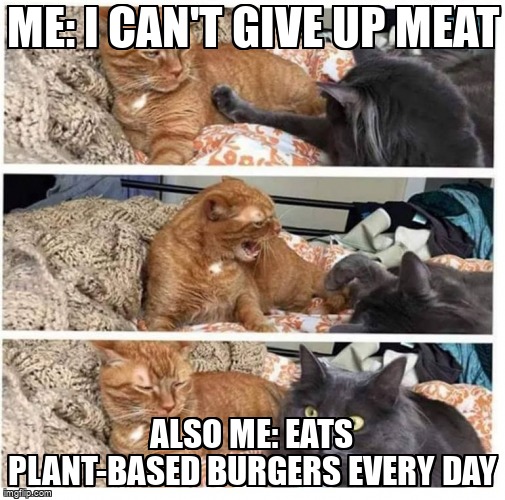 ME: I CAN'T GIVE UP MEAT
ALSO ME: EATS
PLANT-BASED BURGERS EVERY DAY
imgflip.com